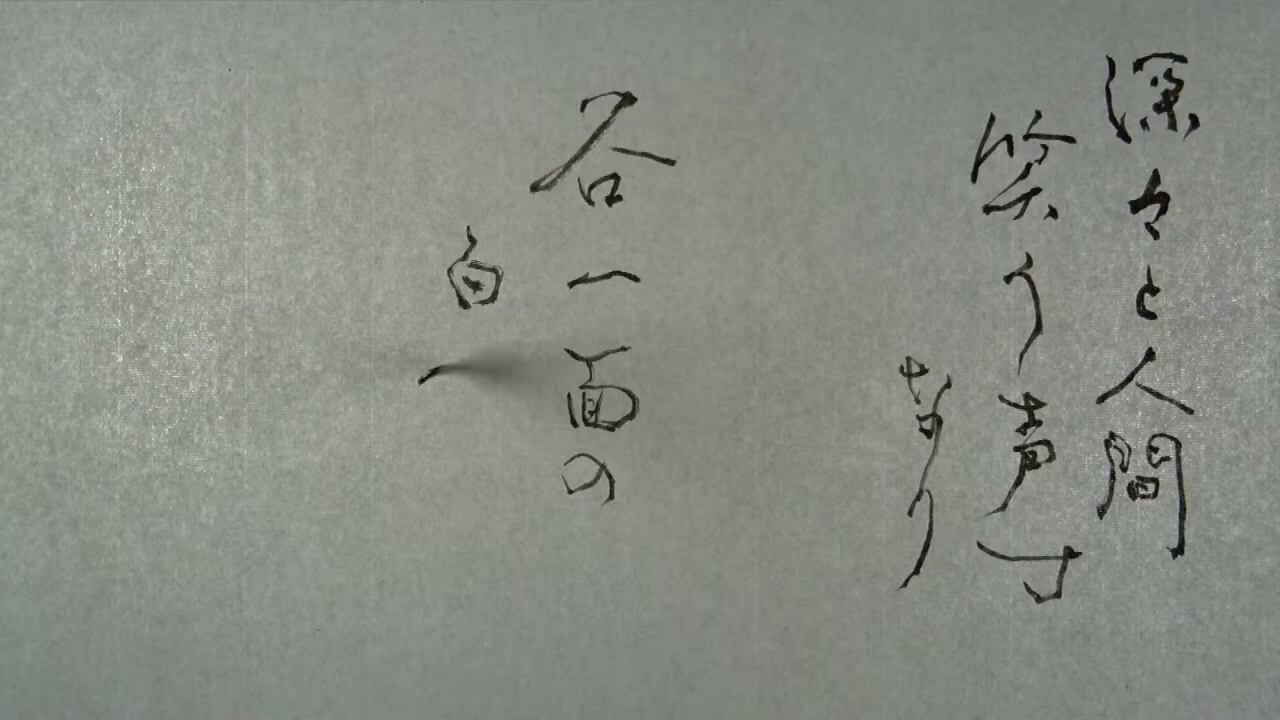 深々と人間
笑う声す
なり
谷一面の
白